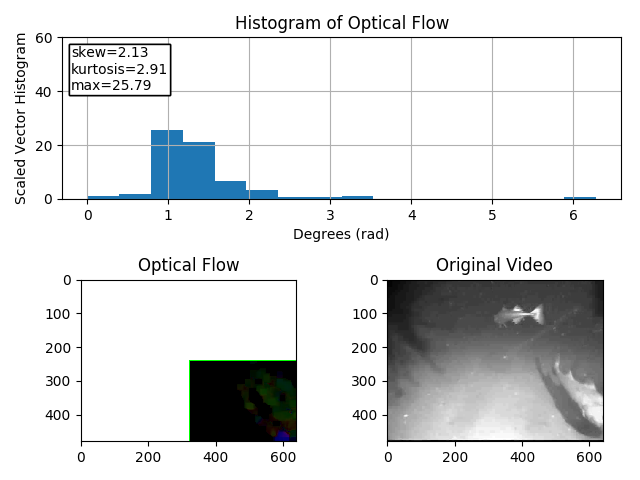 Histogram of Optical Flow
skew=2.13
kurtosis=2.91
max=25.79
Scaled Vector Histogram
60
40
20
0
0 1 2 3 4 5 6
Degrees (rad)
Optical Flow
0
100
200
300
400
0 200 400 600
Original Video
0
100
200
300
400
0 200 400 600